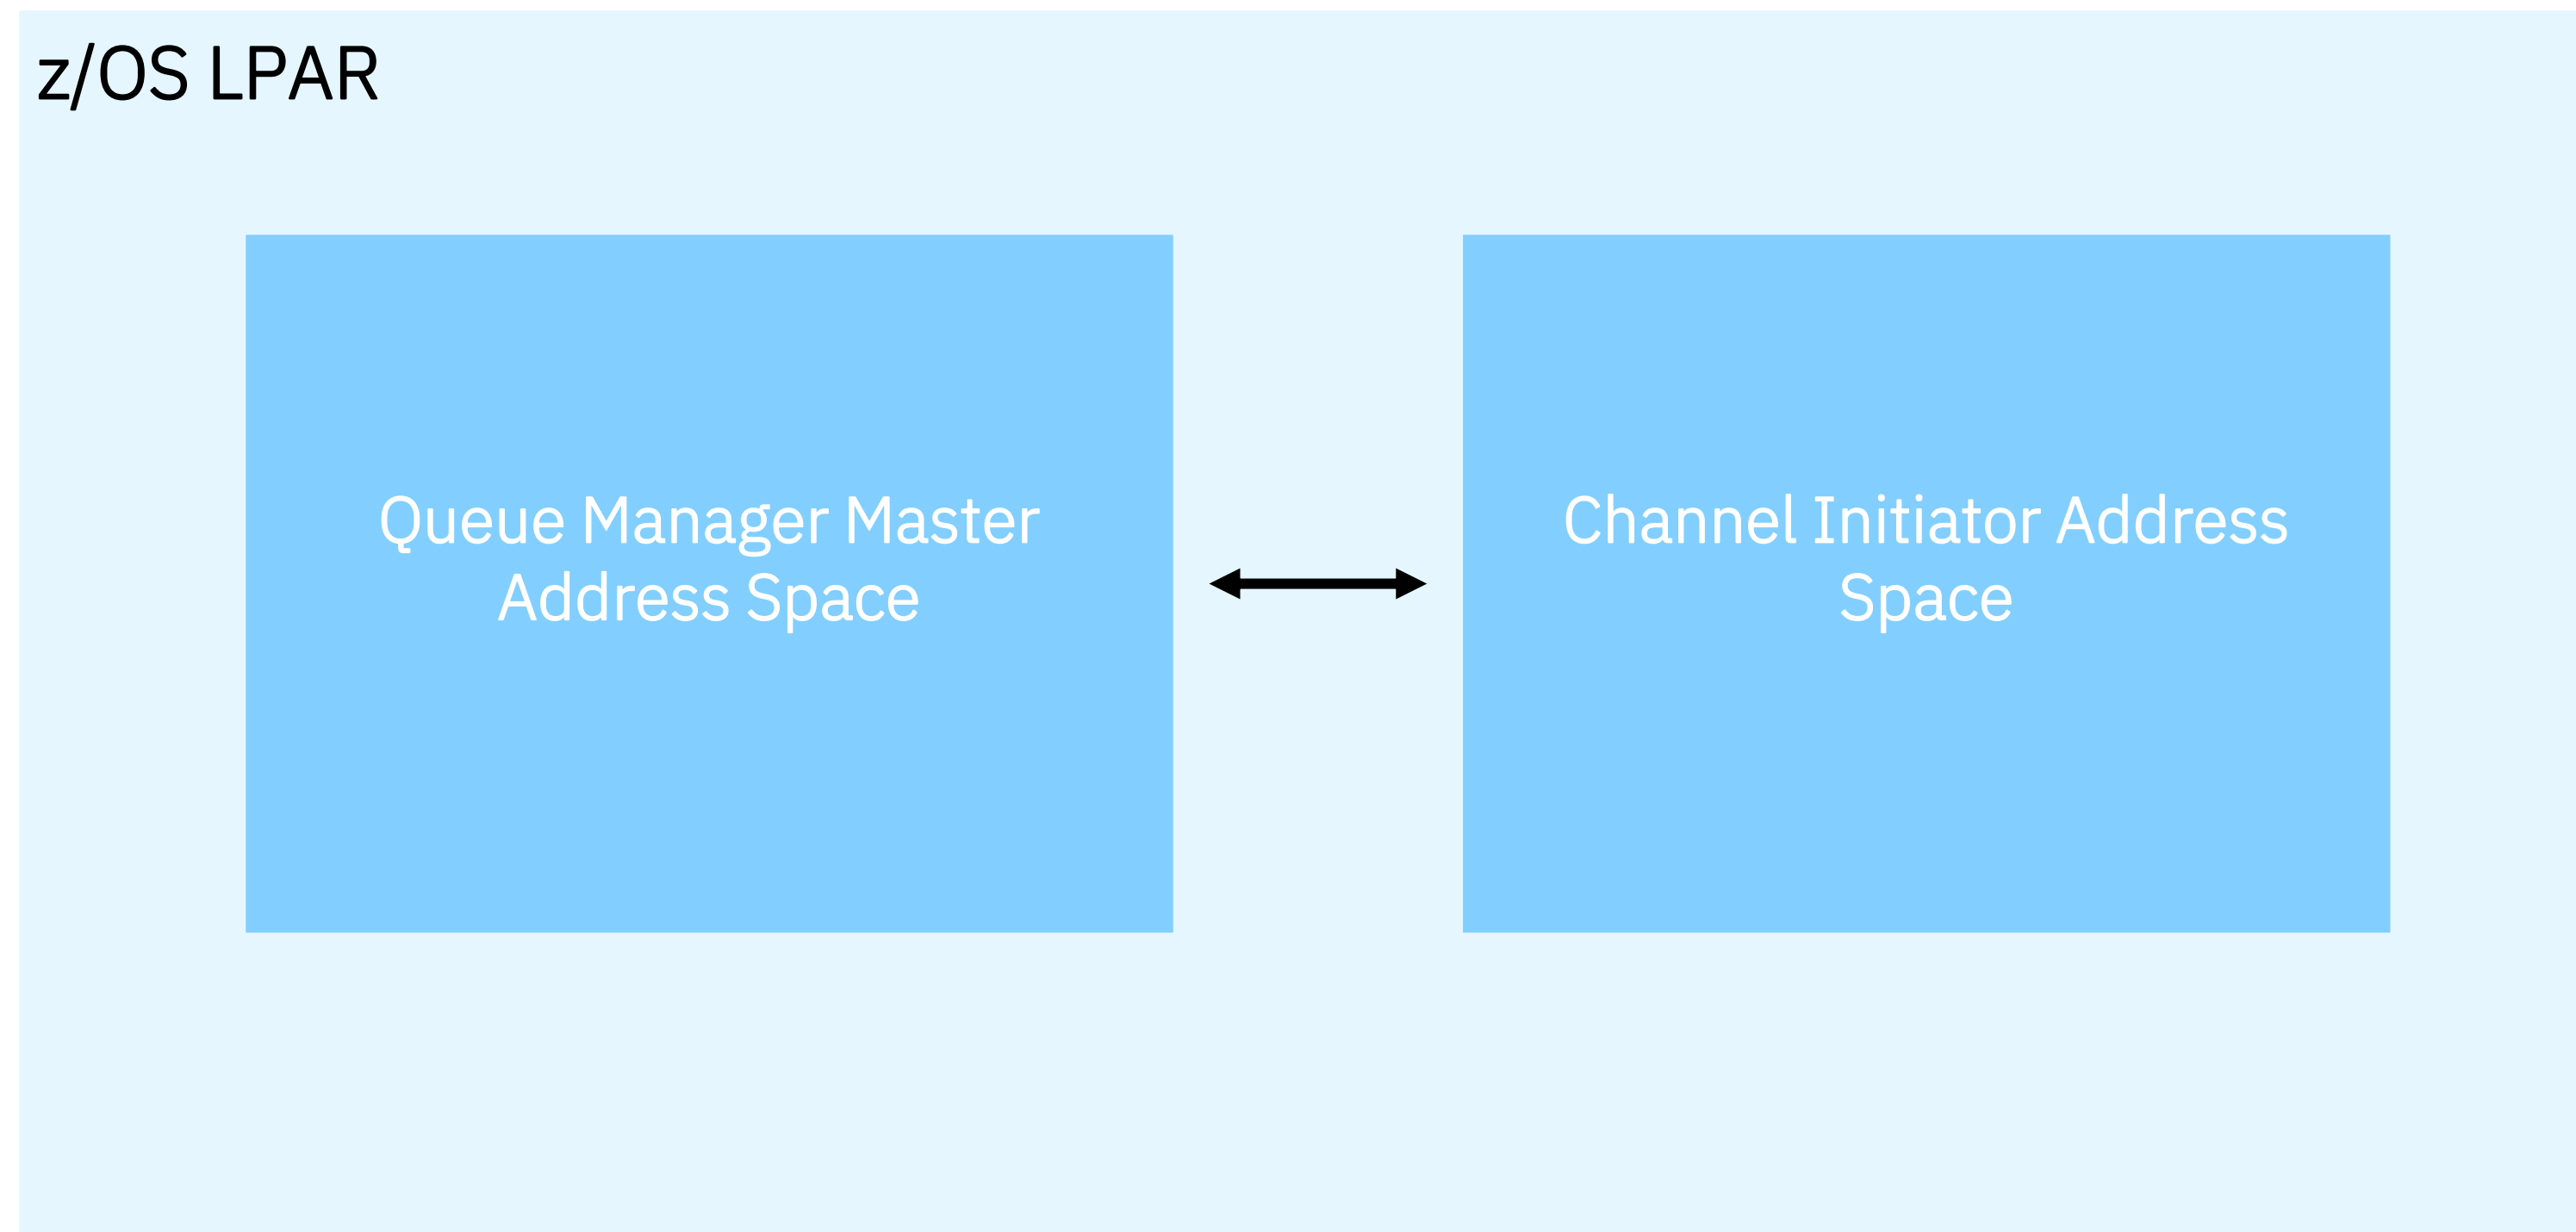 z/OS LPAR
Queue Manager Master
Address Space
Channel Initiator Address
Space